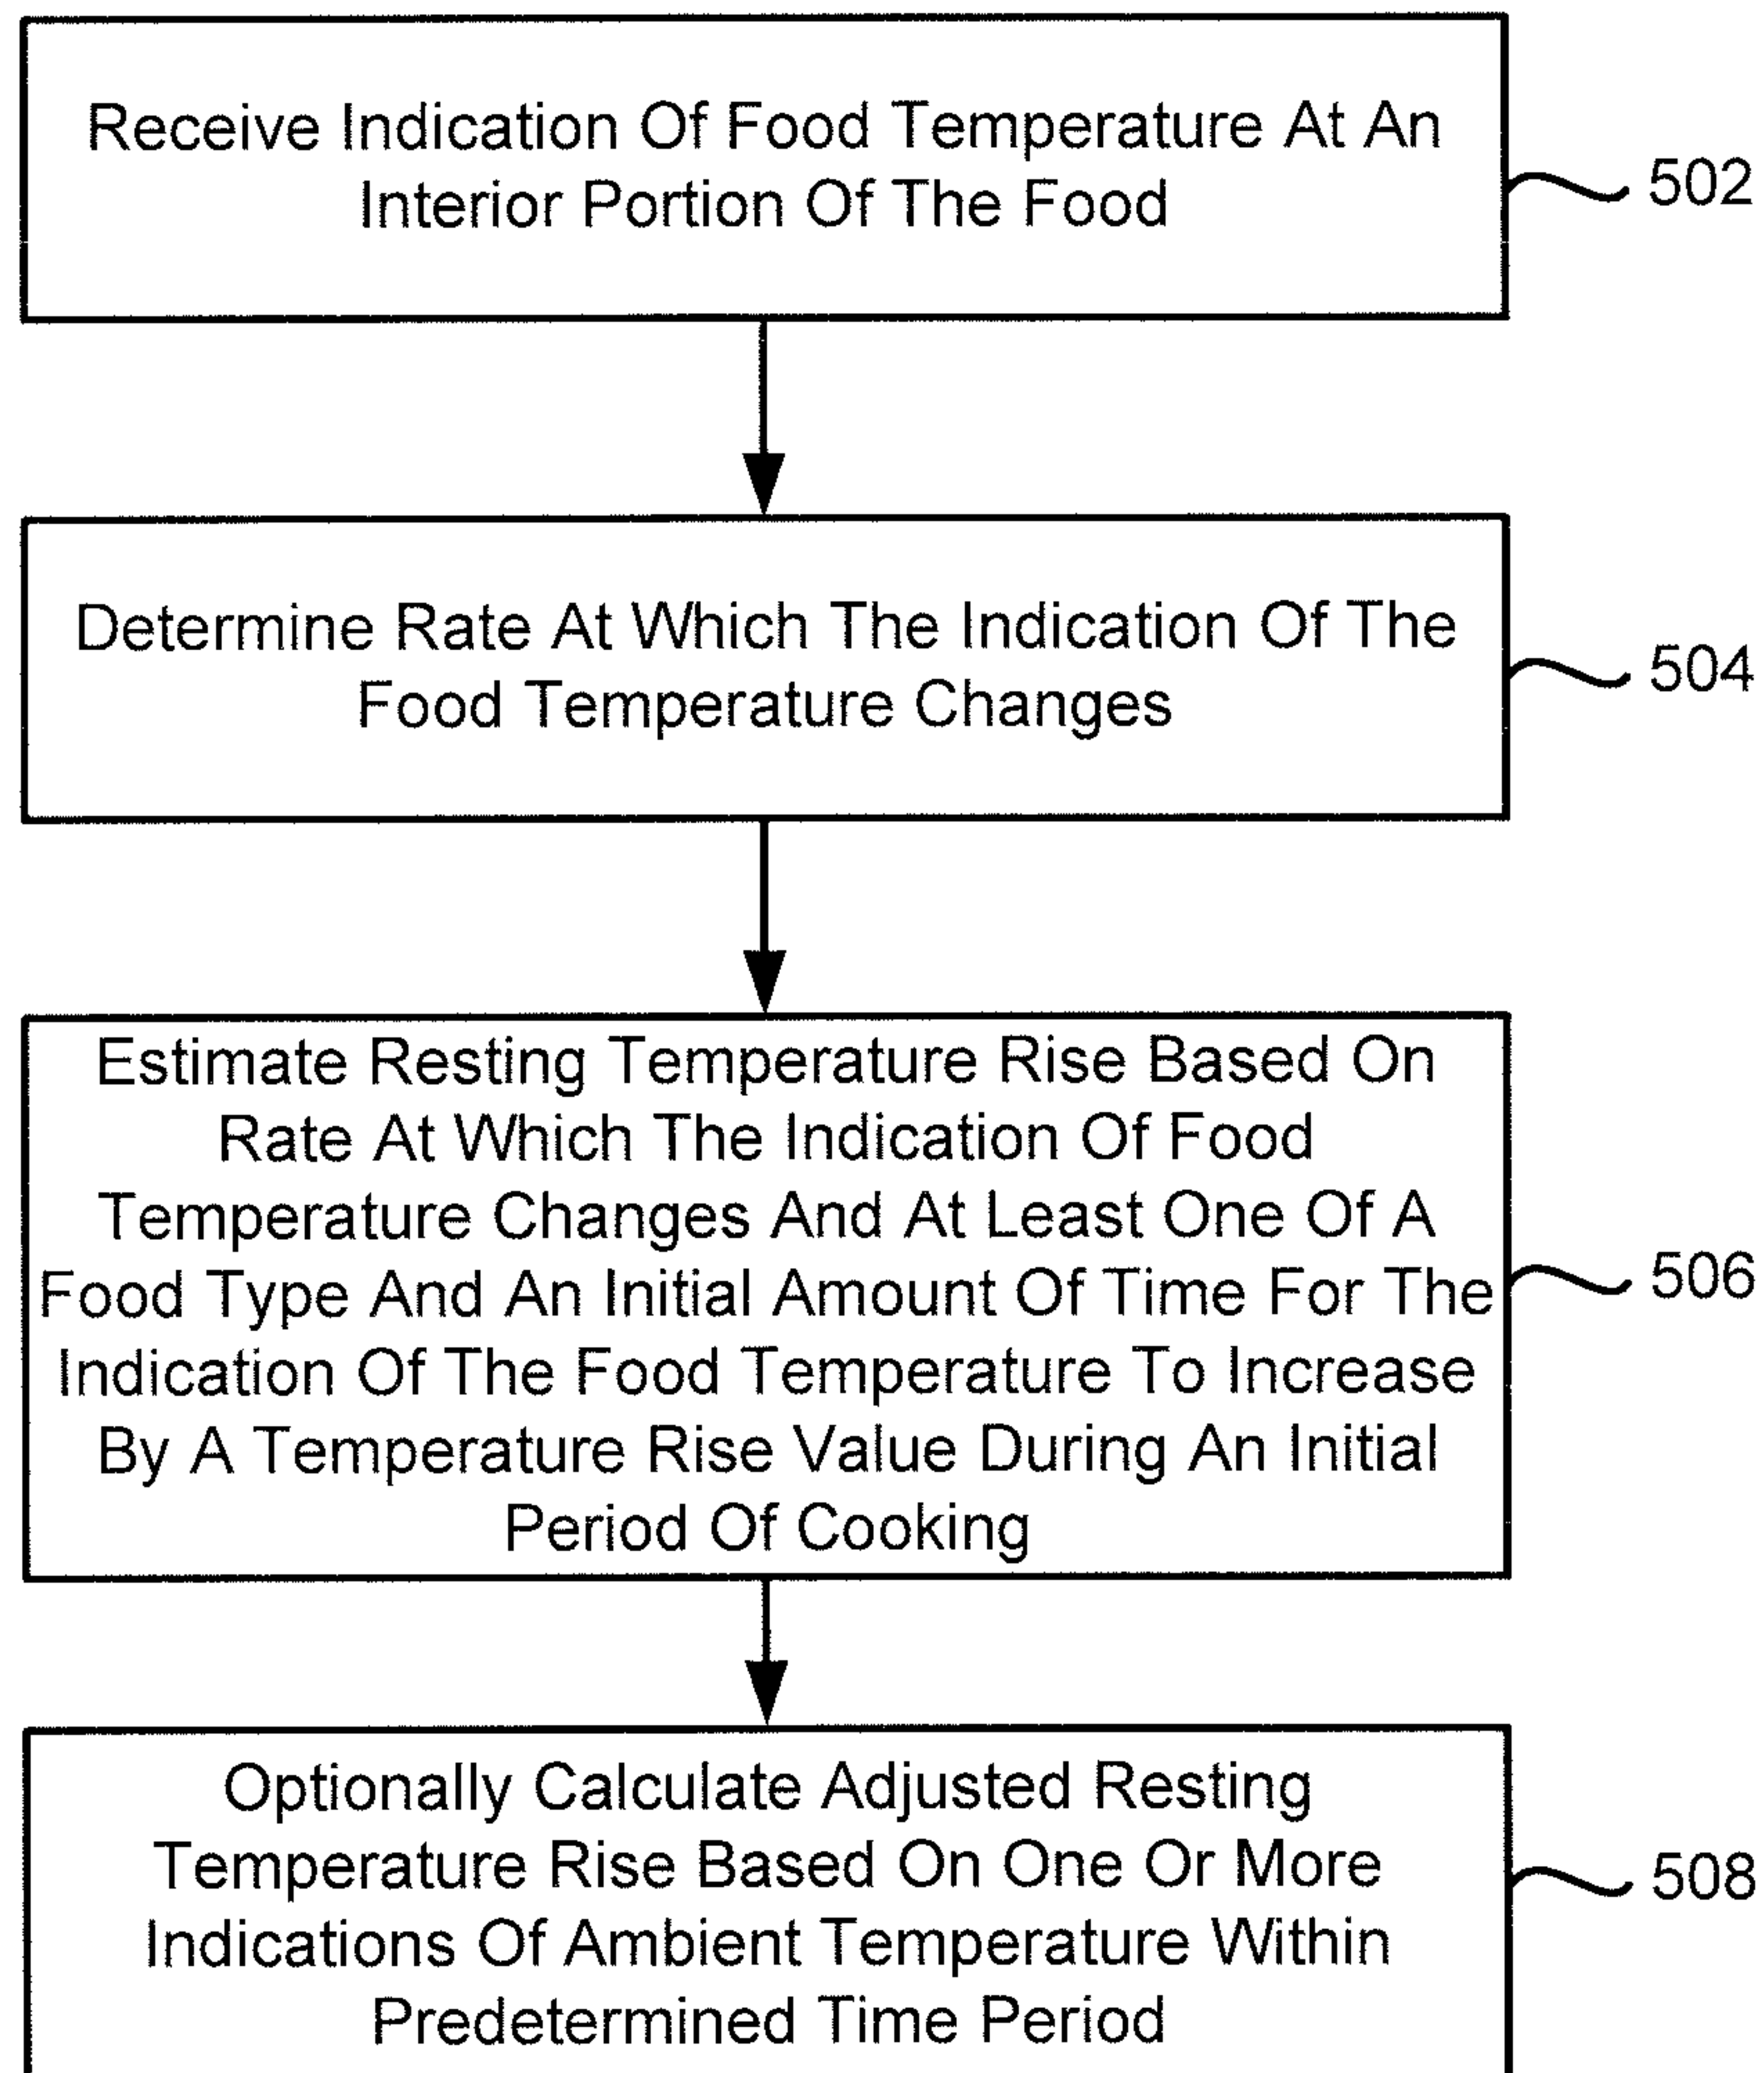 Receive Indication Of Food Temperature At An
Interior Portion Of The Food
502
Determine Rate At Which The Indication Of The
Food Temperature Changes
504
Estimate Resting Temperature Rise Based On
Rate At Which The Indication Of Food
Temperature Changes And At Least One Of A
Food Type And An Initial Amount Of Time For The
Indication Of The Food Temperature To Increase
By A Temperature Rise Value During An Initial
Period Of Cooking
506
Optionally Calculate Adjusted Resting
Temperature Rise Based On One Or More
Indications Of Ambient Temperature Within
Predetermined Time Period
508